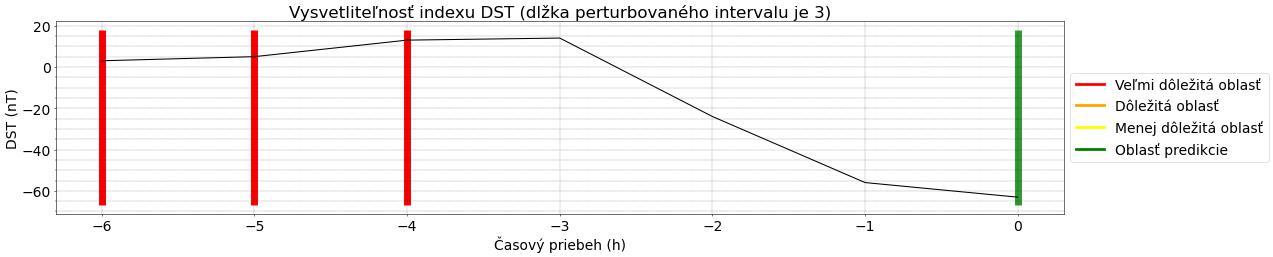 Vysvetliteľnosť indexu DST (dĺžka perturbovaného intervalu je 3)
20
0
−20
−40
−60
DST (nT)
−6 −5 −4 −3 −2 −1 0
Časový priebeh (h)
Veľmi dôležitá oblasť
Dôležitá oblasť
Menej dôležitá oblasť
Oblasť predikcie